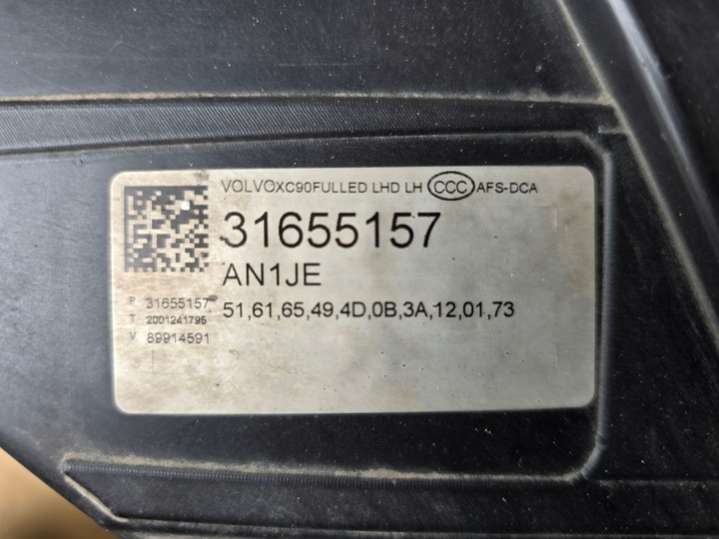 VOLVOXC90FULLED LHD LH CCC AFS-DCA
31655157
AN1JE
51,61,65,49,4D,0B,3A,12,01,73
P 31655157
T 2001241795
V 89914591